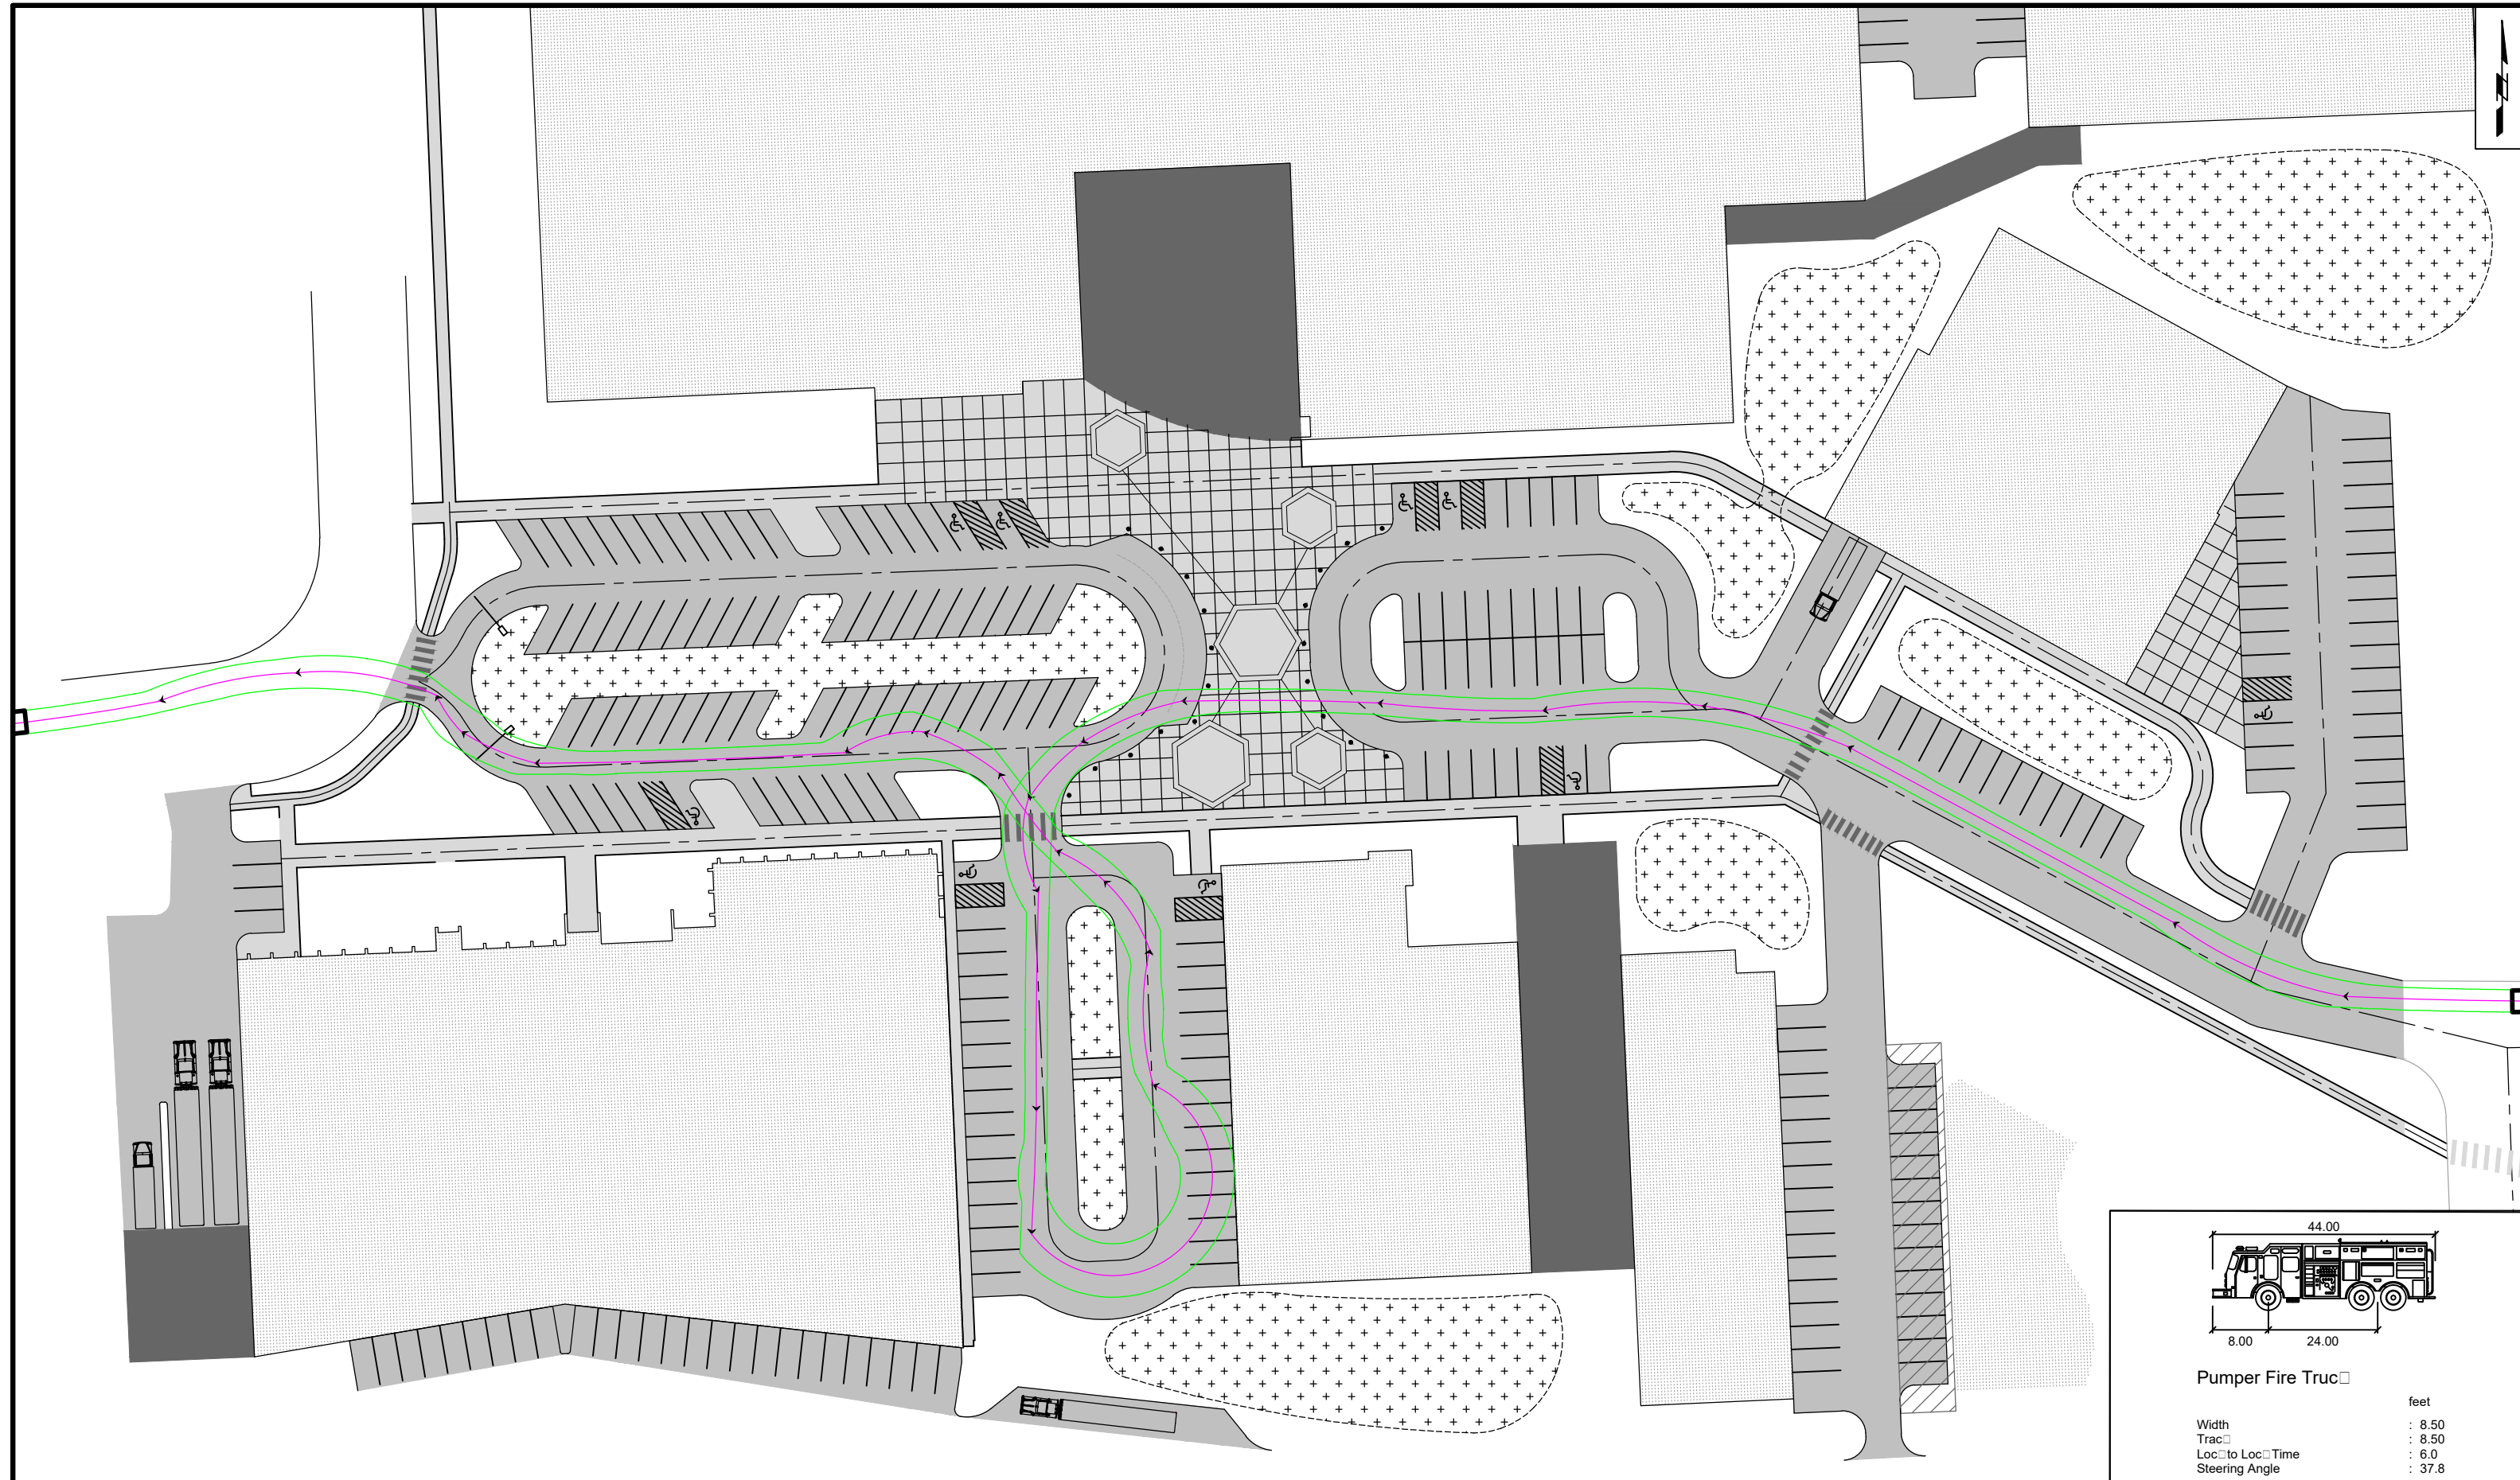 N
44.00
8.00 24.00
Pumper Fire Truc□
feet
Width : 8.50
Trac□ : 8.50
Loc□to Loc□Time : 6.0
Steering Angle : 37.8